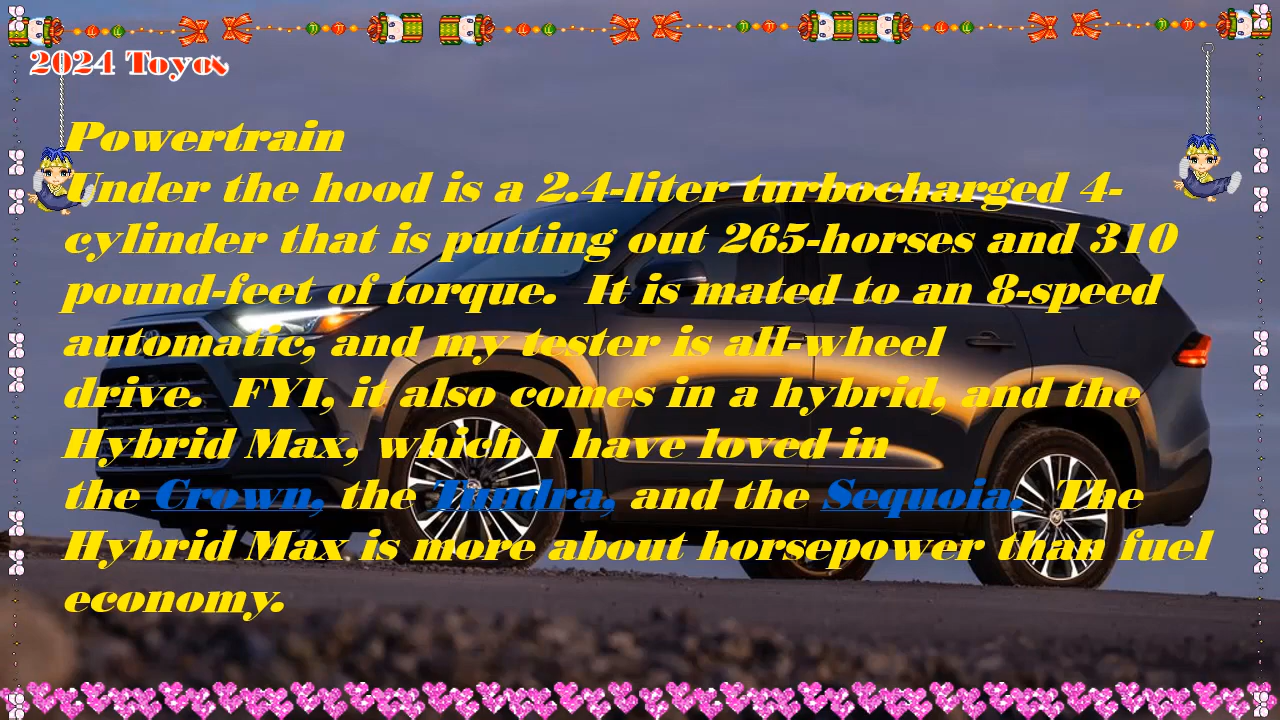 2024 Toyo
Powertrain
Under the hood is a 2.4-liter turbocharged 4-
cylinder that is putting out 265-horses and 310
pound-feet of torque.  It is mated to an 8-speed
automatic, and my tester is all-wheel
drive.  FYI, it also comes in a hybrid, and the
Hybrid Max, which I have loved in
the Crown, the Tundra, and the Sequoia.  The
Hybrid Max is more about horsepower than fuel
economy.